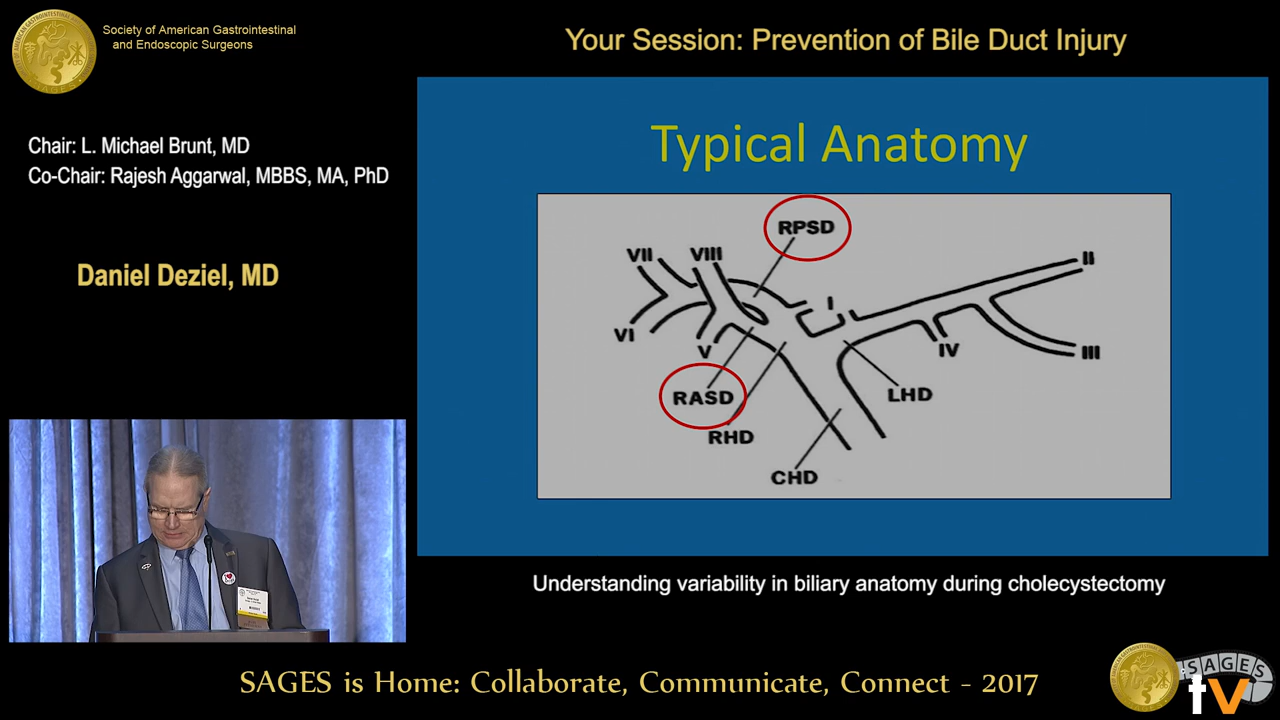 Society of American Gastrointestinal
and Endoscopic Surgeons
Your Session: Prevention of Bile Duct Injury
Chair: L. Michael Brunt, MD
Co-Chair: Rajesh Aggarwal, MBBS, MA, PhD
Daniel Deziel, MD
Typical Anatomy
RPSD
VII
VIII
I
II
VI
V
IV
III
RASD
LHD
RHD
CHD
Understanding variability in biliary anatomy during cholecystectomy
SAGES is Home: Collaborate, Communicate, Connect - 2017
SAGES
tv